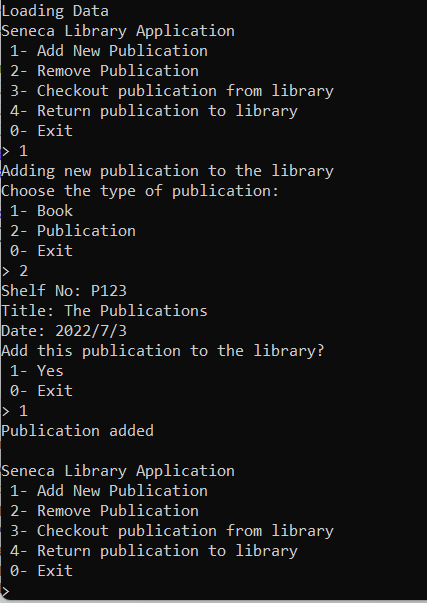 Loading Data
Seneca Library Application
 1- Add New Publication
 2- Remove Publication
 3- Checkout publication from library
 4- Return publication to library
 0- Exit
> 1
Adding new publication to the library
Choose the type of publication:
 1- Book
 2- Publication
 0- Exit
> 2
Shelf No: P123
Title: The Publications
Date: 2022/7/3
Add this publication to the library?
 1- Yes
 0- Exit
> 1
Publication added

Seneca Library Application
 1- Add New Publication
 2- Remove Publication
 3- Checkout publication from library
 4- Return publication to library
 0- Exit
>